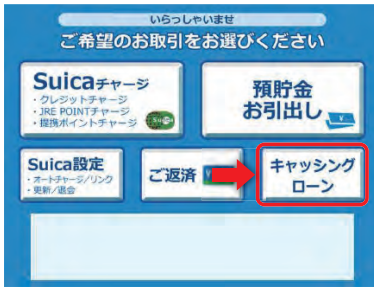 いらっしゃいませ
ご希望のお取引をお選びください
Suicaチャージ
・クレジットチャージ
・JRE POINTチャージ
・提携ポイントチャージ
Suica
預貯金
お引出し
¥
Suica設定
・オートチャージ/リンク
・更新/退会
ご返済
キャッシング
ローン